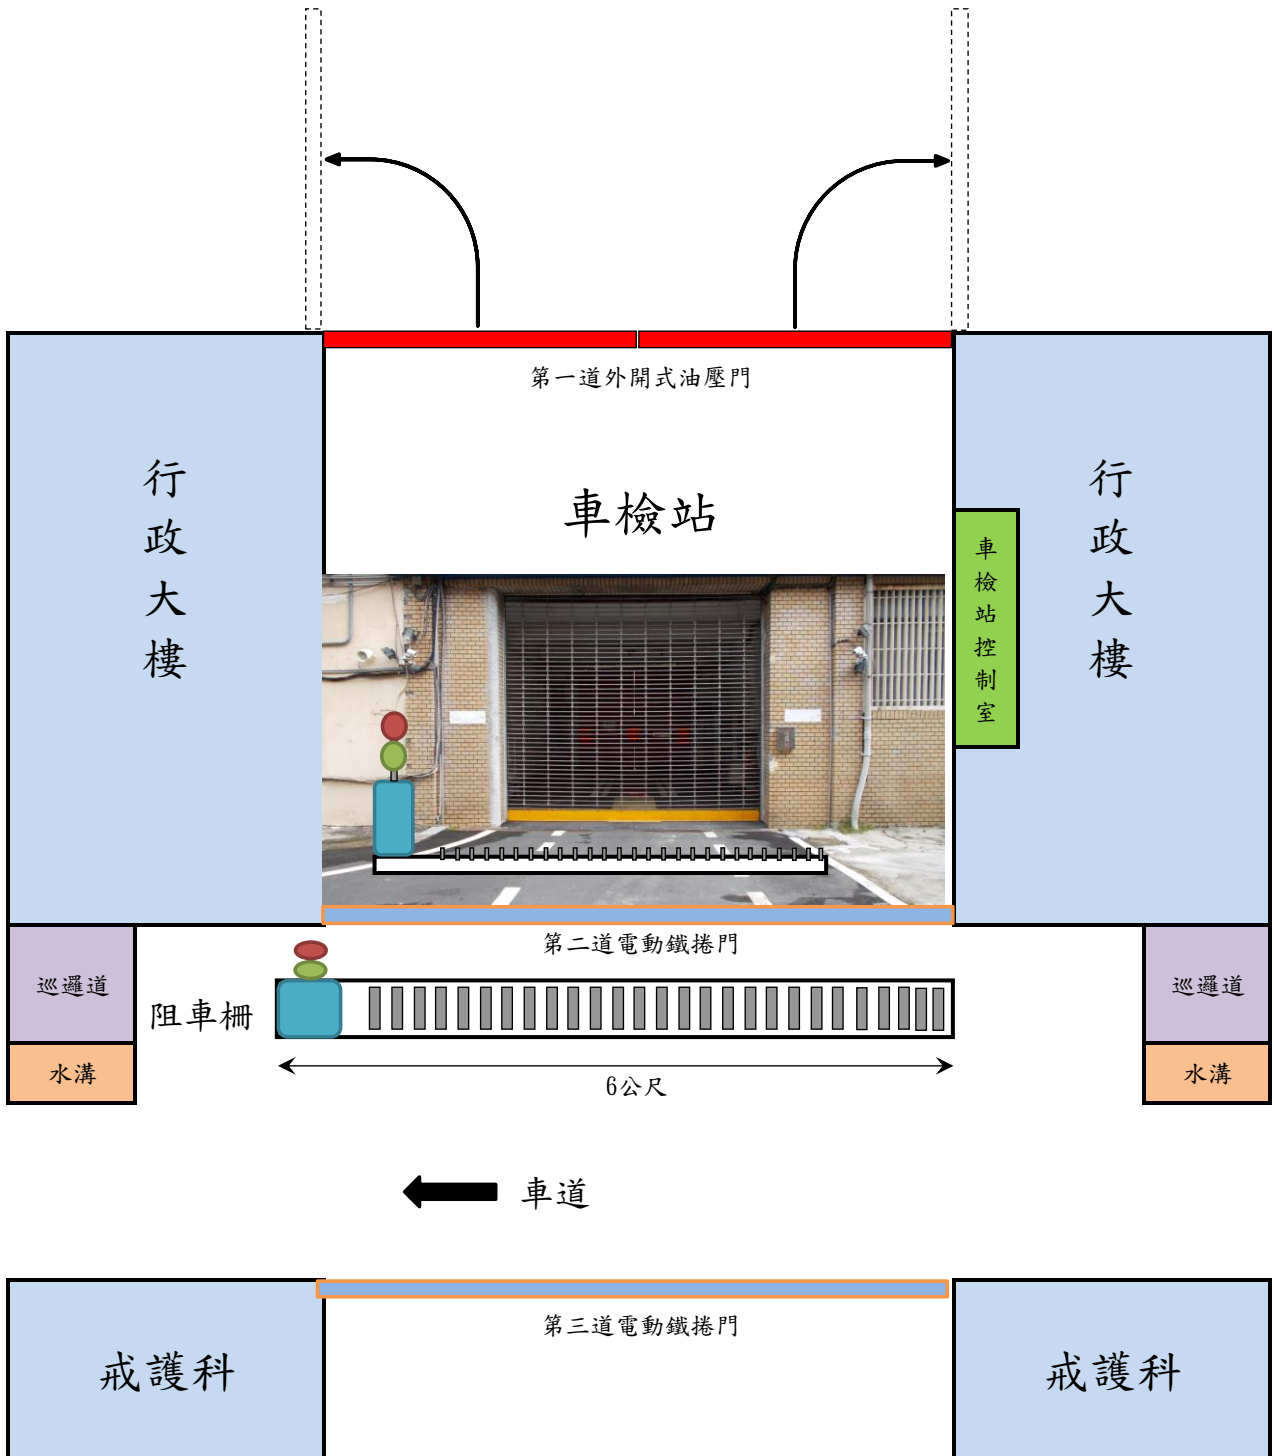 第一道外開式油壓門
行政大樓
車檢站
行政大樓
車檢站控制室
第二道電動鐵捲門
巡邏道
阻車柵
巡邏道
水溝
6公尺
水溝
車道
第三道電動鐵捲門
戒護科
戒護科